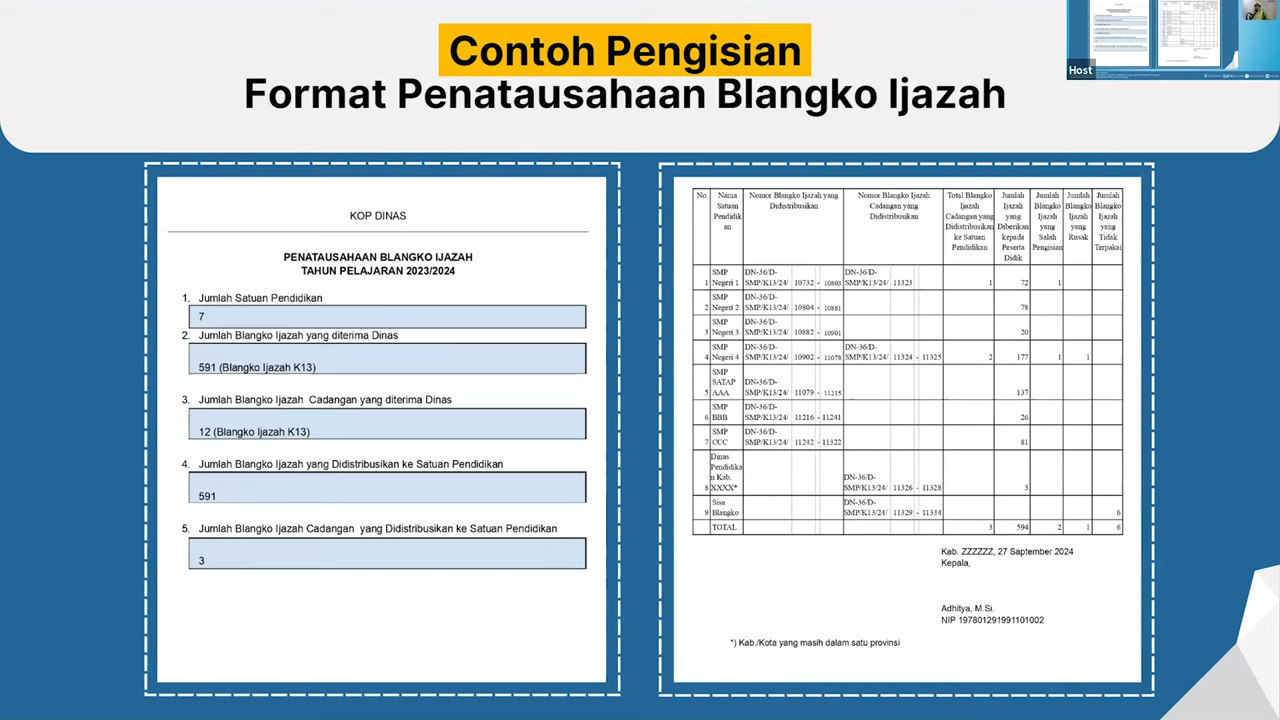 Contoh Pengisian
Format Penatausahaan Blangko Ijazah
Host
KOP DINAS
PENATAUSAHAAN BLANGKO IJAZAH
TAHUN PELAJARAN 2023/2024
1. Jumlah Satuan Pendidikan
7
2. Jumlah Blangko Ijazah yang diterima Dinas
591 (Blangko Ijazah K13)
3. Jumlah Blangko Ijazah Cadangan yang diterima Dinas
12 (Blangko Ijazah K13)
4. Jumlah Blangko Ijazah yang Didistribusikan ke Satuan Pendidikan
591
5. Jumlah Blangko Ijazah Cadangan yang Didistribusikan ke Satuan Pendidikan
3
No. Nama Satuan Pendidikan Nomor Blangko Ijazah yang Didistribusikan Nomor Blangko Ijazah Cadangan yang Didistribusikan Total Blangko Ijazah Cadangan yang Didistribusikan ke Satuan Pendidikan Jumlah Ijazah yang Diberikan kepada Peserta Didik Jumlah Blangko Ijazah yang Salah Pengisian Jumlah Blangko Ijazah yang Rusak Jumlah Blangko Ijazah yang Tidak Terpakai
1 SMP Negeri 1 DN-36/D-SMP/K13/24/ 10732 - 10803 DN-36/D-SMP/K13/24/ 11323 1 72 1
2 SMP Negeri 2 DN-36/D-SMP/K13/24/ 10804 - 10881 78
3 SMP Negeri 3 DN-36/D-SMP/K13/24/ 10882 - 10901 20
4 SMP Negeri 4 DN-36/D-SMP/K13/24/ 10902 - 11078 DN-36/D-SMP/K13/24/ 11324 - 11325 2 177 1 1
5 SMP SATAP AAA DN-36/D-SMP/K13/24/ 11079 - 11215 137
6 SMP BBB DN-36/D-SMP/K13/24/ 11216 - 11241 26
7 SMP CCC DN-36/D-SMP/K13/24/ 11242 - 11322 81
8 Dinas Pendidikan Kab. XXXX* DN-36/D-SMP/K13/24/ 11326 - 11328 3
9 Sisa Blangko DN-36/D-SMP/K13/24/ 11329 - 11334 6
TOTAL 3 594 2 1 6
Kab. ZZZZZZ, 27 September 2024
Kepala,
Adhitya, M.Si.
NIP 197801291991101002
*) Kab./Kota yang masih dalam satu provinsi